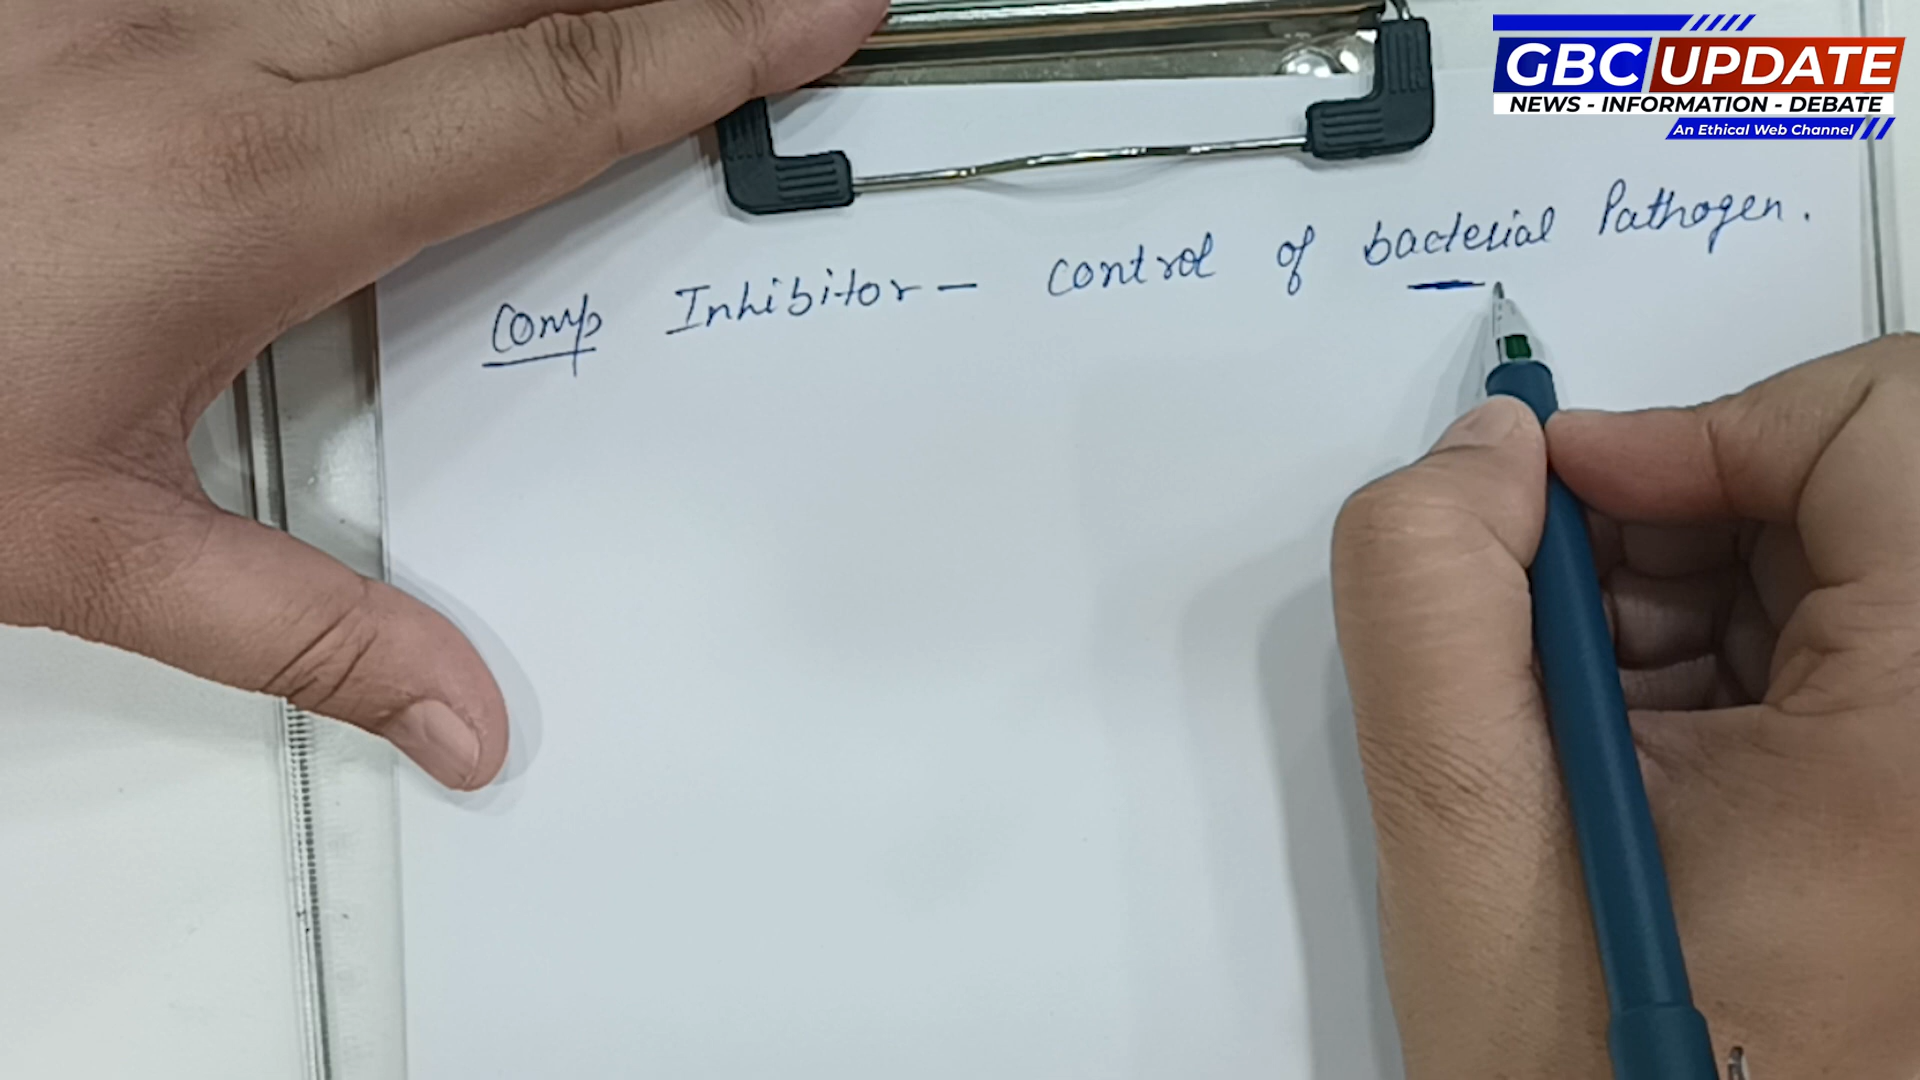 GBC UPDATE
NEWS - INFORMATION - DEBATE
An Ethical Web Channel
Comp Inhibitor - Control of bacterial Pathogen.